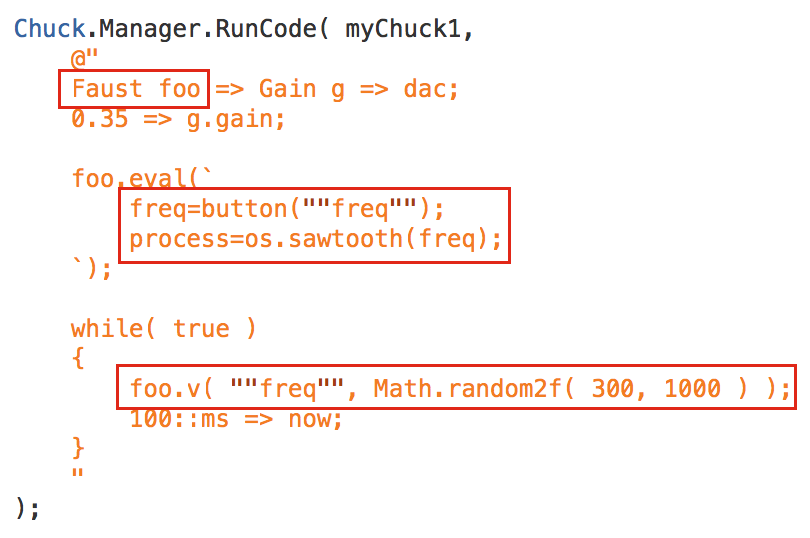 Chuck.Manager.RunCode( myChuck1,
@"
Faust foo => Gain g => dac;
0.35 => g.gain;
foo.eval(`
freq=button(""freq"");
process=os.sawtooth(freq);
`);
while( true )
{
foo.v( ""freq"", Math.random2f( 300, 1000 ) );
100::ms => now;
}
"
);